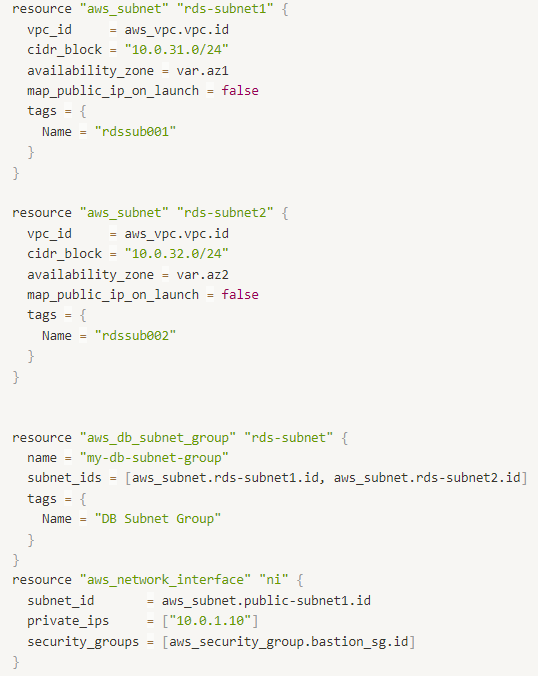 resource "aws_subnet" "rds-subnet1" {
  vpc_id     = aws_vpc.vpc.id
  cidr_block = "10.0.31.0/24"
  availability_zone = var.az1
  map_public_ip_on_launch = false
  tags = {
    Name = "rdssub001"
  }
}

resource "aws_subnet" "rds-subnet2" {
  vpc_id     = aws_vpc.vpc.id
  cidr_block = "10.0.32.0/24"
  availability_zone = var.az2
  map_public_ip_on_launch = false
  tags = {
    Name = "rdssub002"
  }
}


resource "aws_db_subnet_group" "rds-subnet" {
  name = "my-db-subnet-group"
  subnet_ids = [aws_subnet.rds-subnet1.id, aws_subnet.rds-subnet2.id]
  tags = {
    Name = "DB Subnet Group"
  }
}
resource "aws_network_interface" "ni" {
  subnet_id       = aws_subnet.public-subnet1.id
  private_ips     = ["10.0.1.10"]
  security_groups = [aws_security_group.bastion_sg.id]
}